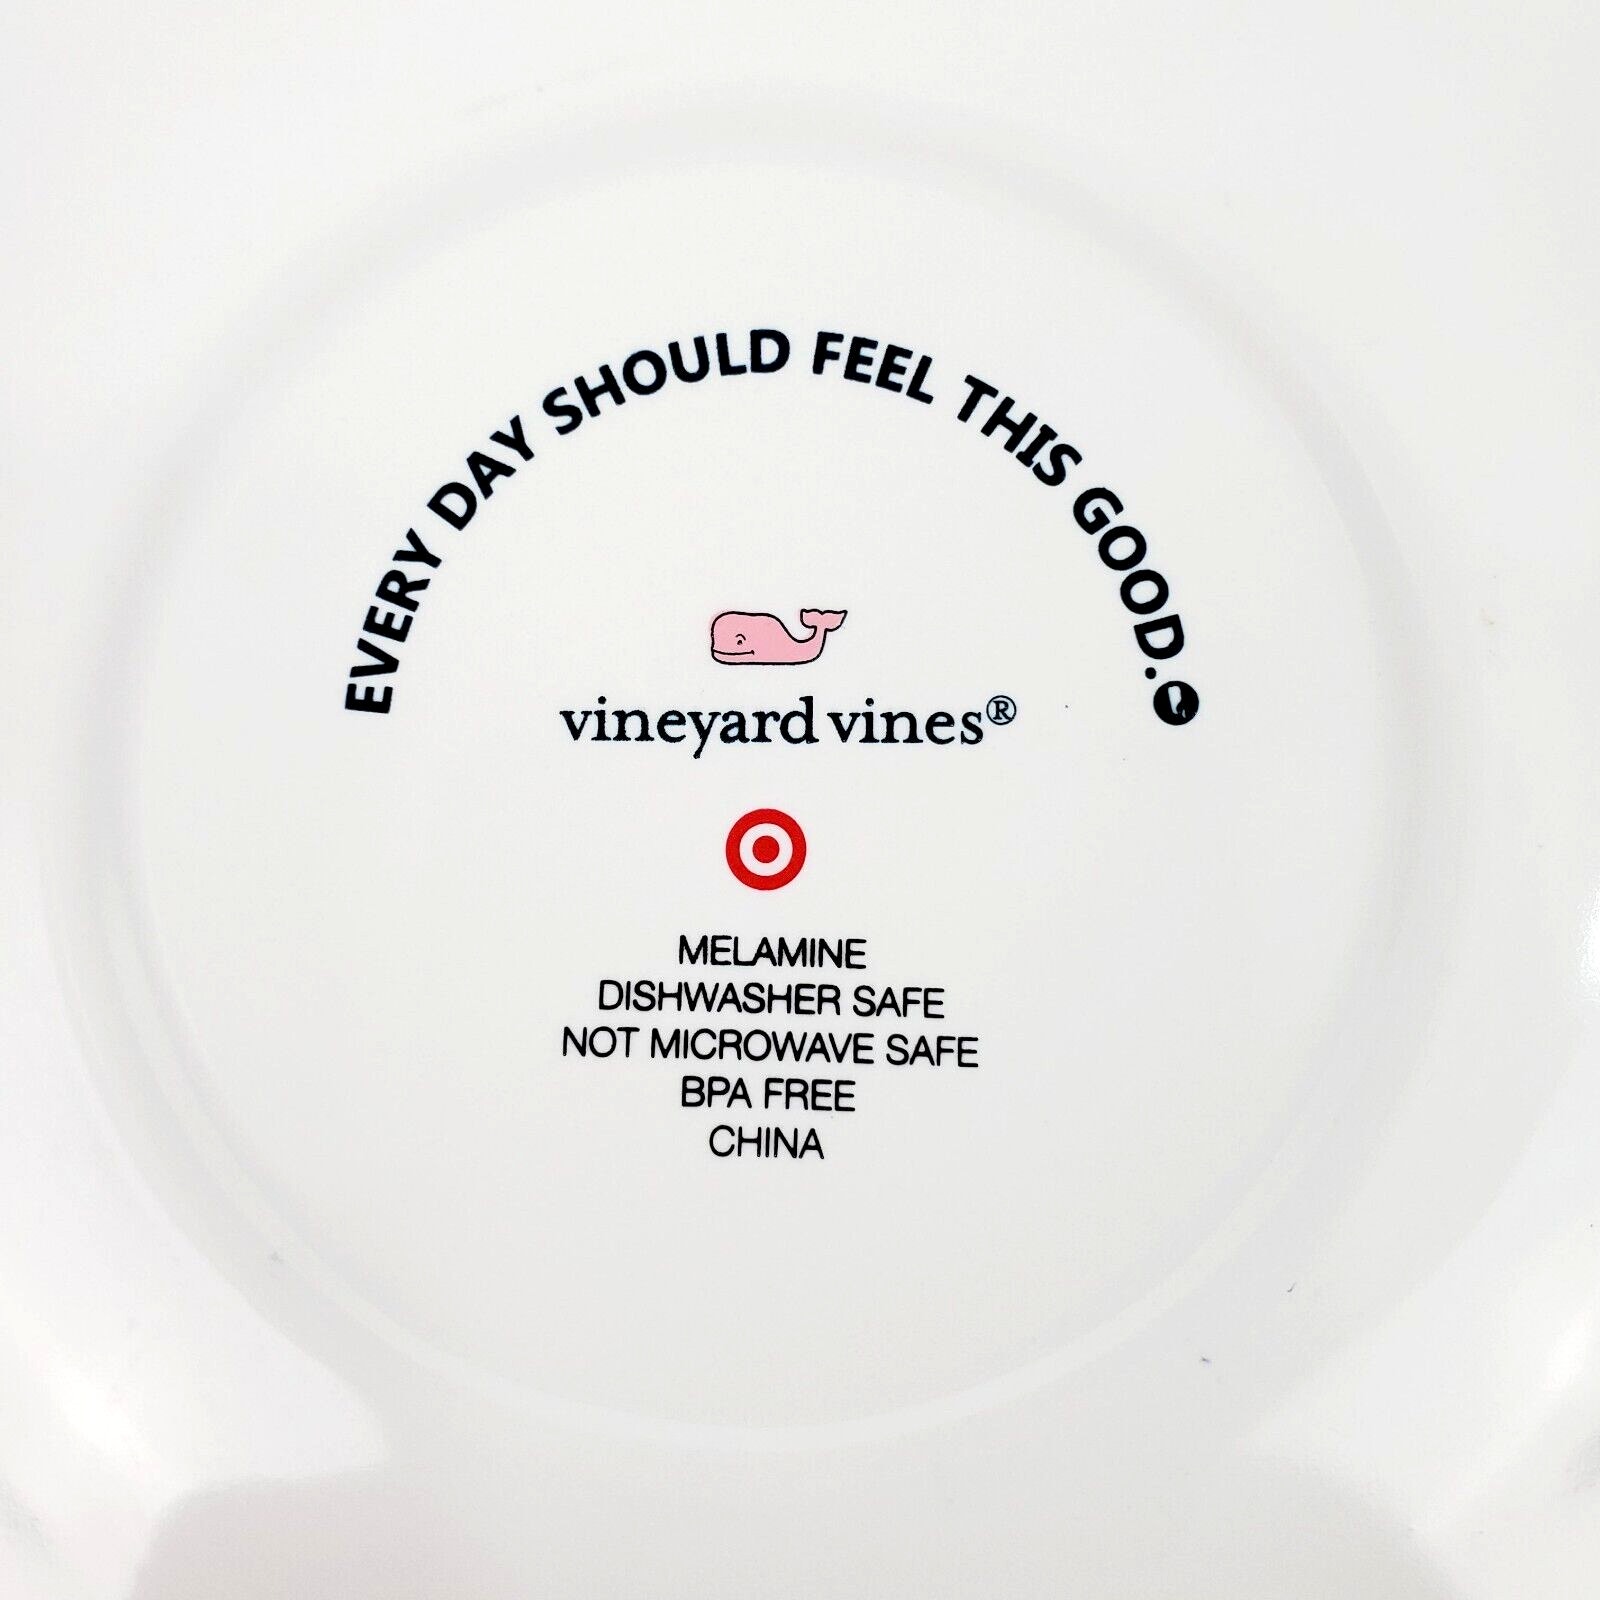 EVERY DAY SHOULD FEEL THIS GOOD.
vineyard vines®
MELAMINE
DISHWASHER SAFE
NOT MICROWAVE SAFE
BPA FREE
CHINA